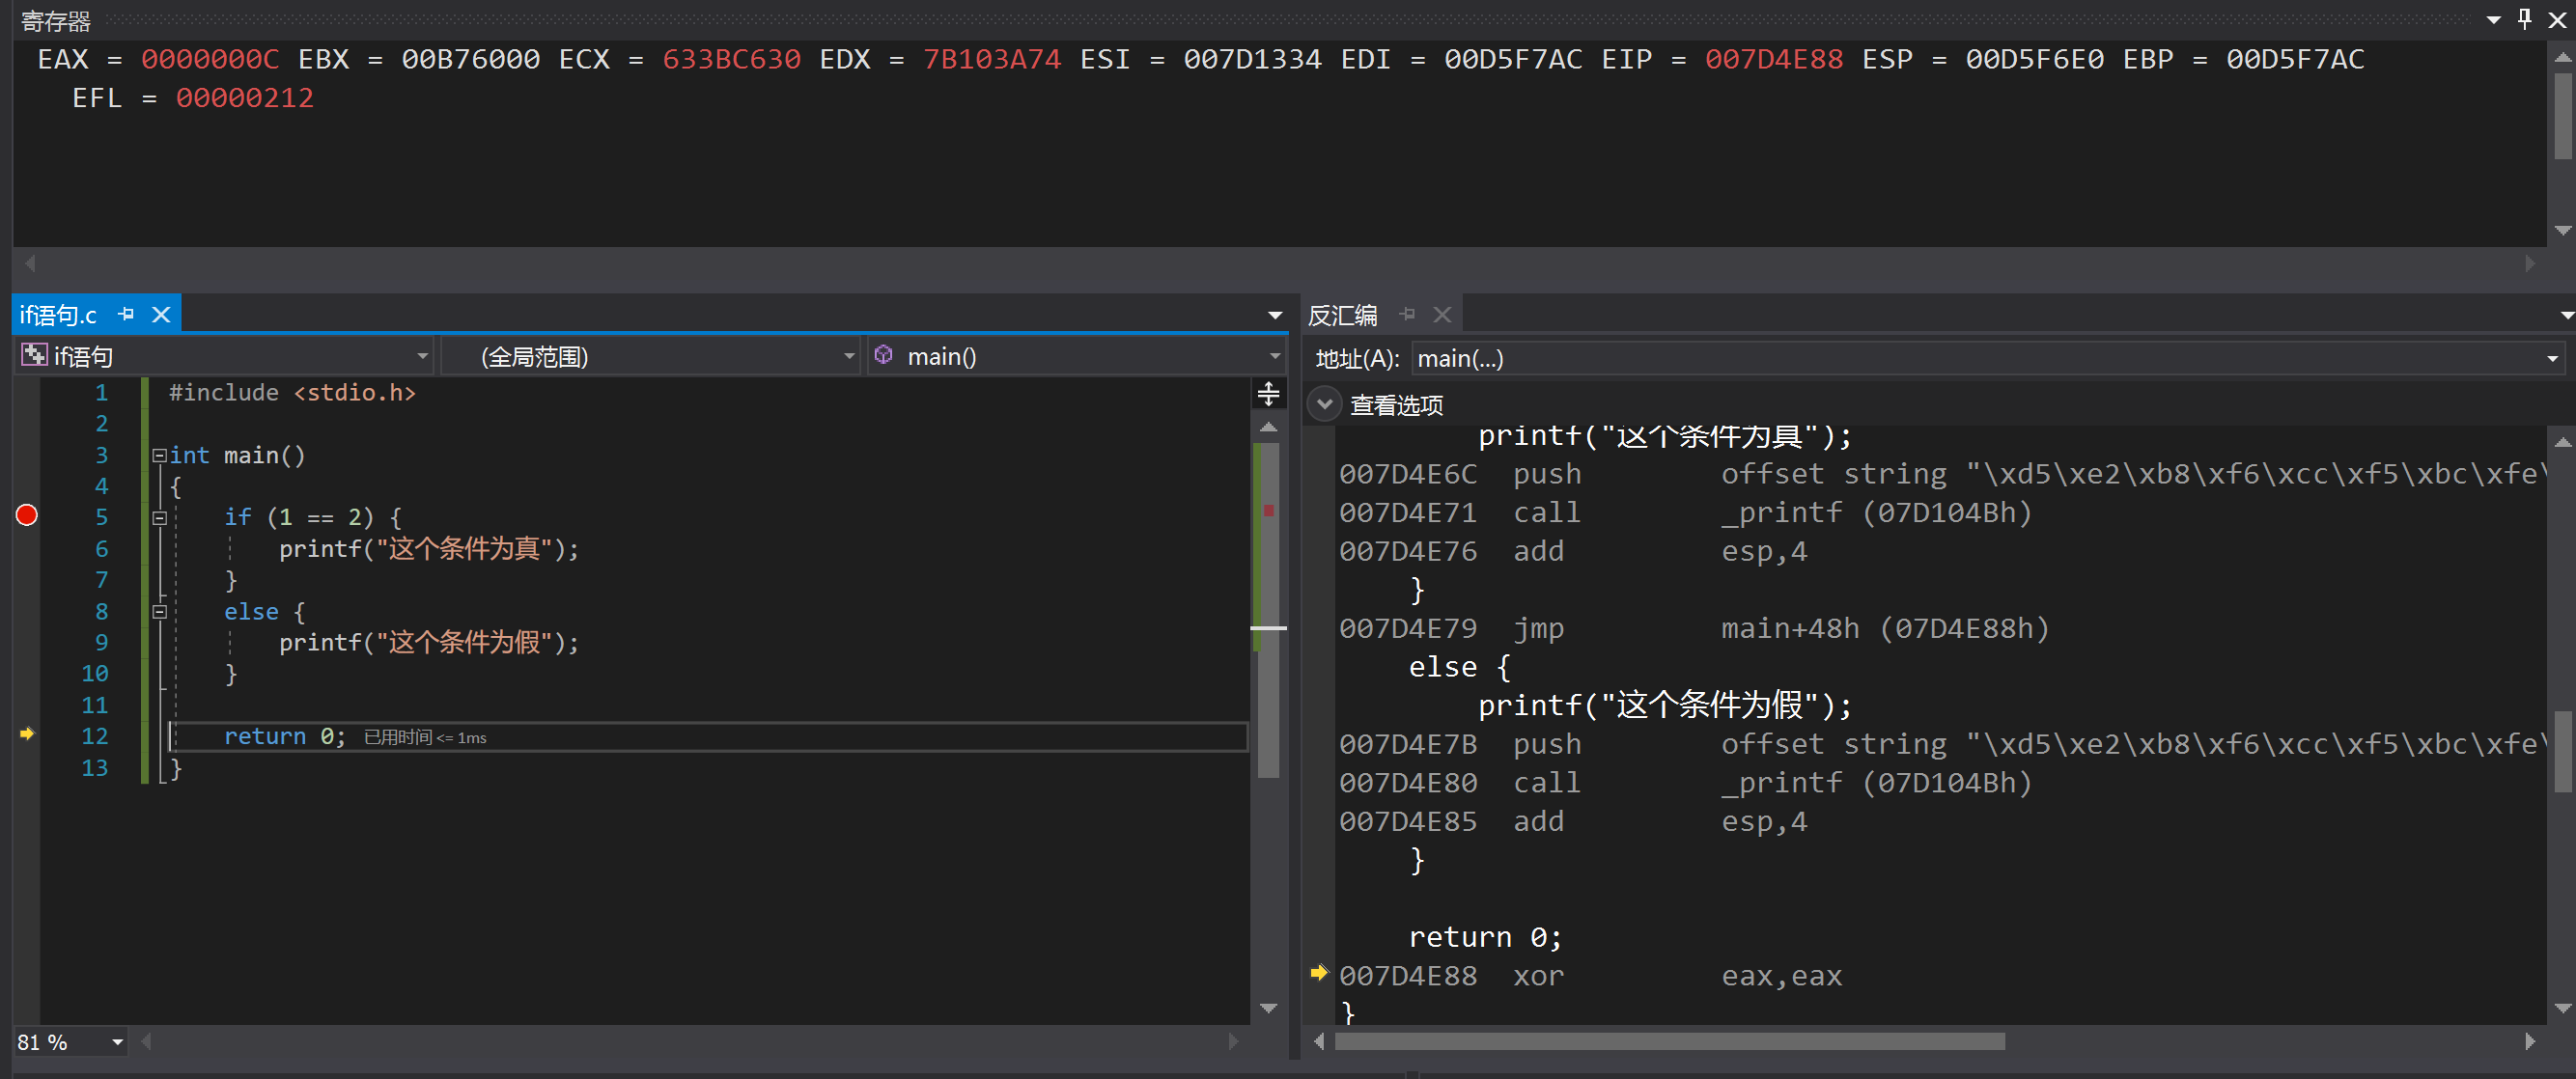 寄存器
EAX = 0000000C EBX = 00B76000 ECX = 633BC630 EDX = 7B103A74 ESI = 007D1334 EDI = 00D5F7AC EIP = 007D4E88 ESP = 00D5F6E0 EBP = 00D5F7AC
EFL = 00000212
if语句.c
if语句
(全局范围)
main()
1 #include <stdio.h>
2
3 int main()
4 {
5 if (1 == 2) {
6 printf("这个条件为真");
7 }
8 else {
9 printf("这个条件为假");
10 }
11
12 return 0; 已用时间 <= 1ms
13 }
81 %
反汇编
地址(A): main(...)
查看选项
printf("这个条件为真");
007D4E6C push offset string "\xd5\xe2\xb8\xf6\xcc\xf5\xbc\xfe\
007D4E71 call _printf (07D104Bh)
007D4E76 add esp,4
}
007D4E79 jmp main+48h (07D4E88h)
else {
printf("这个条件为假");
007D4E7B push offset string "\xd5\xe2\xb8\xf6\xcc\xf5\xbc\xfe\
007D4E80 call _printf (07D104Bh)
007D4E85 add esp,4
}
return 0;
007D4E88 xor eax,eax
}